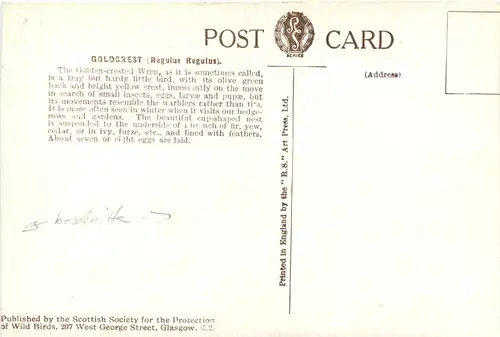 POST CARD
SERIES
GOLDCREST (Regulus Regulus).
(Address)
The Golden-crested Wren, as it is sometimes called,
is a tiny but hardy little bird, with its olive green
back and bright yellow crest, incessantly on the move
in search of small insects, eggs, larvæ and pupæ, but
its movements resemble the warblers rather than tits.
It is more often seen in winter when it visits our hedge-
rows and gardens. The beautiful cup-shaped nest
is suspended to the underside of a branch of fir, yew,
cedar, or in ivy, furze, etc., and lined with feathers.
About seven or eight eggs are laid.
Printed in England by the "R.S." Art Press, Ltd.
Published by the Scottish Society for the Protection
of Wild Birds, 207 West George Street, Glasgow, C.2.